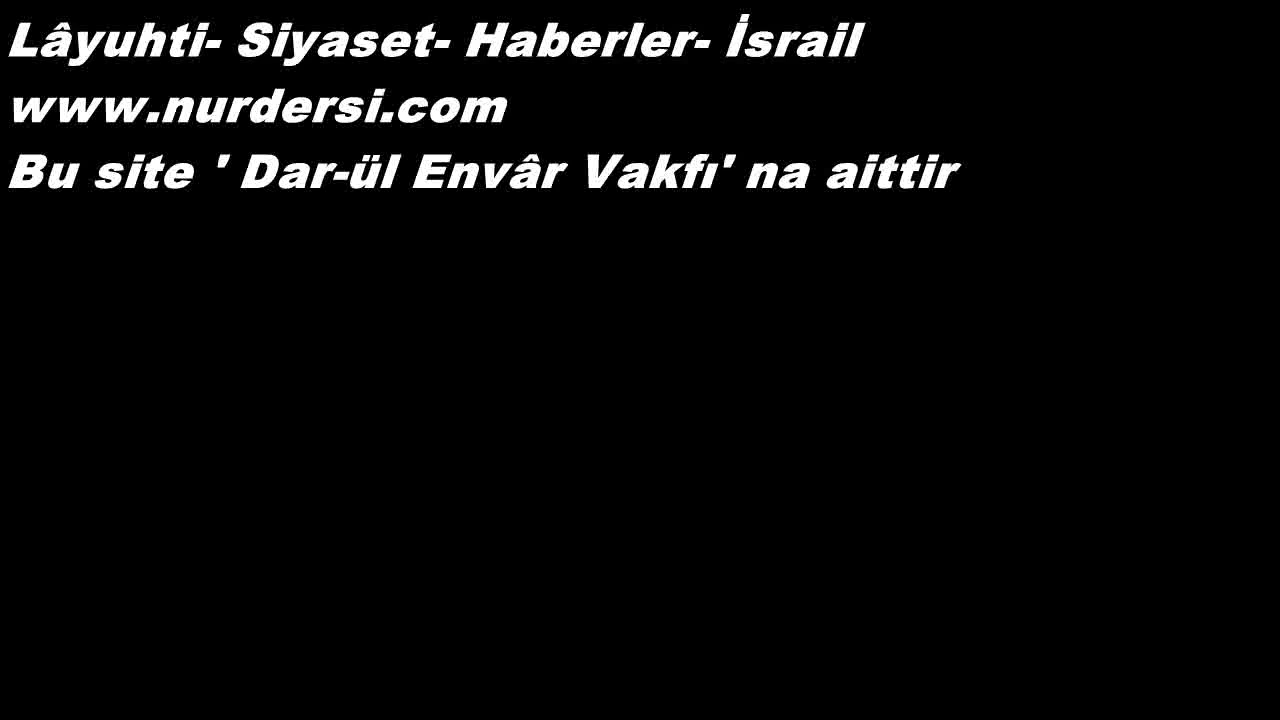 Lâyuhti- Siyaset- Haberler- İsrail
www.nurdersi.com
Bu site ' Dar-ül Envâr Vakfı' na aittir